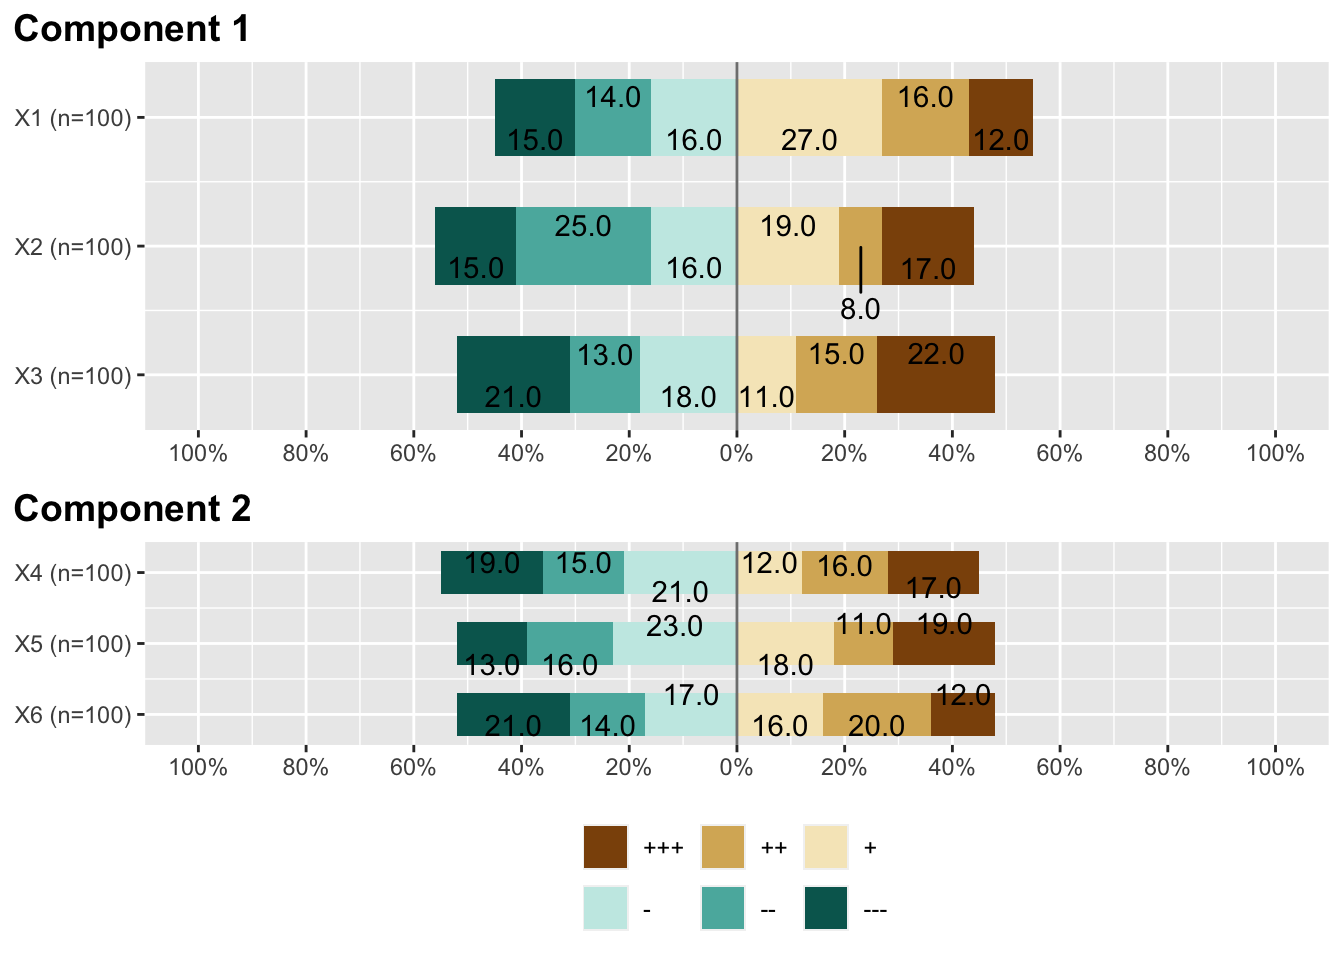 Component 1
14.0 16.0
X1 (n=100)
15.0 16.0 27.0 12.0
25.0 19.0
X2 (n=100)
15.0 16.0 17.0
8.0
13.0 15.0 22.0
X3 (n=100)
21.0 18.0 11.0
100% 80% 60% 40% 20% 0% 20% 40% 60% 80% 100%
Component 2
19.0 15.0 12.0 16.0
X4 (n=100)
21.0 17.0
23.0 11.0 19.0
X5 (n=100)
13.0 16.0 18.0
17.0 12.0
X6 (n=100)
21.0 14.0 16.0 20.0
100% 80% 60% 40% 20% 0% 20% 40% 60% 80% 100%
+++ ++ +
- -- ---